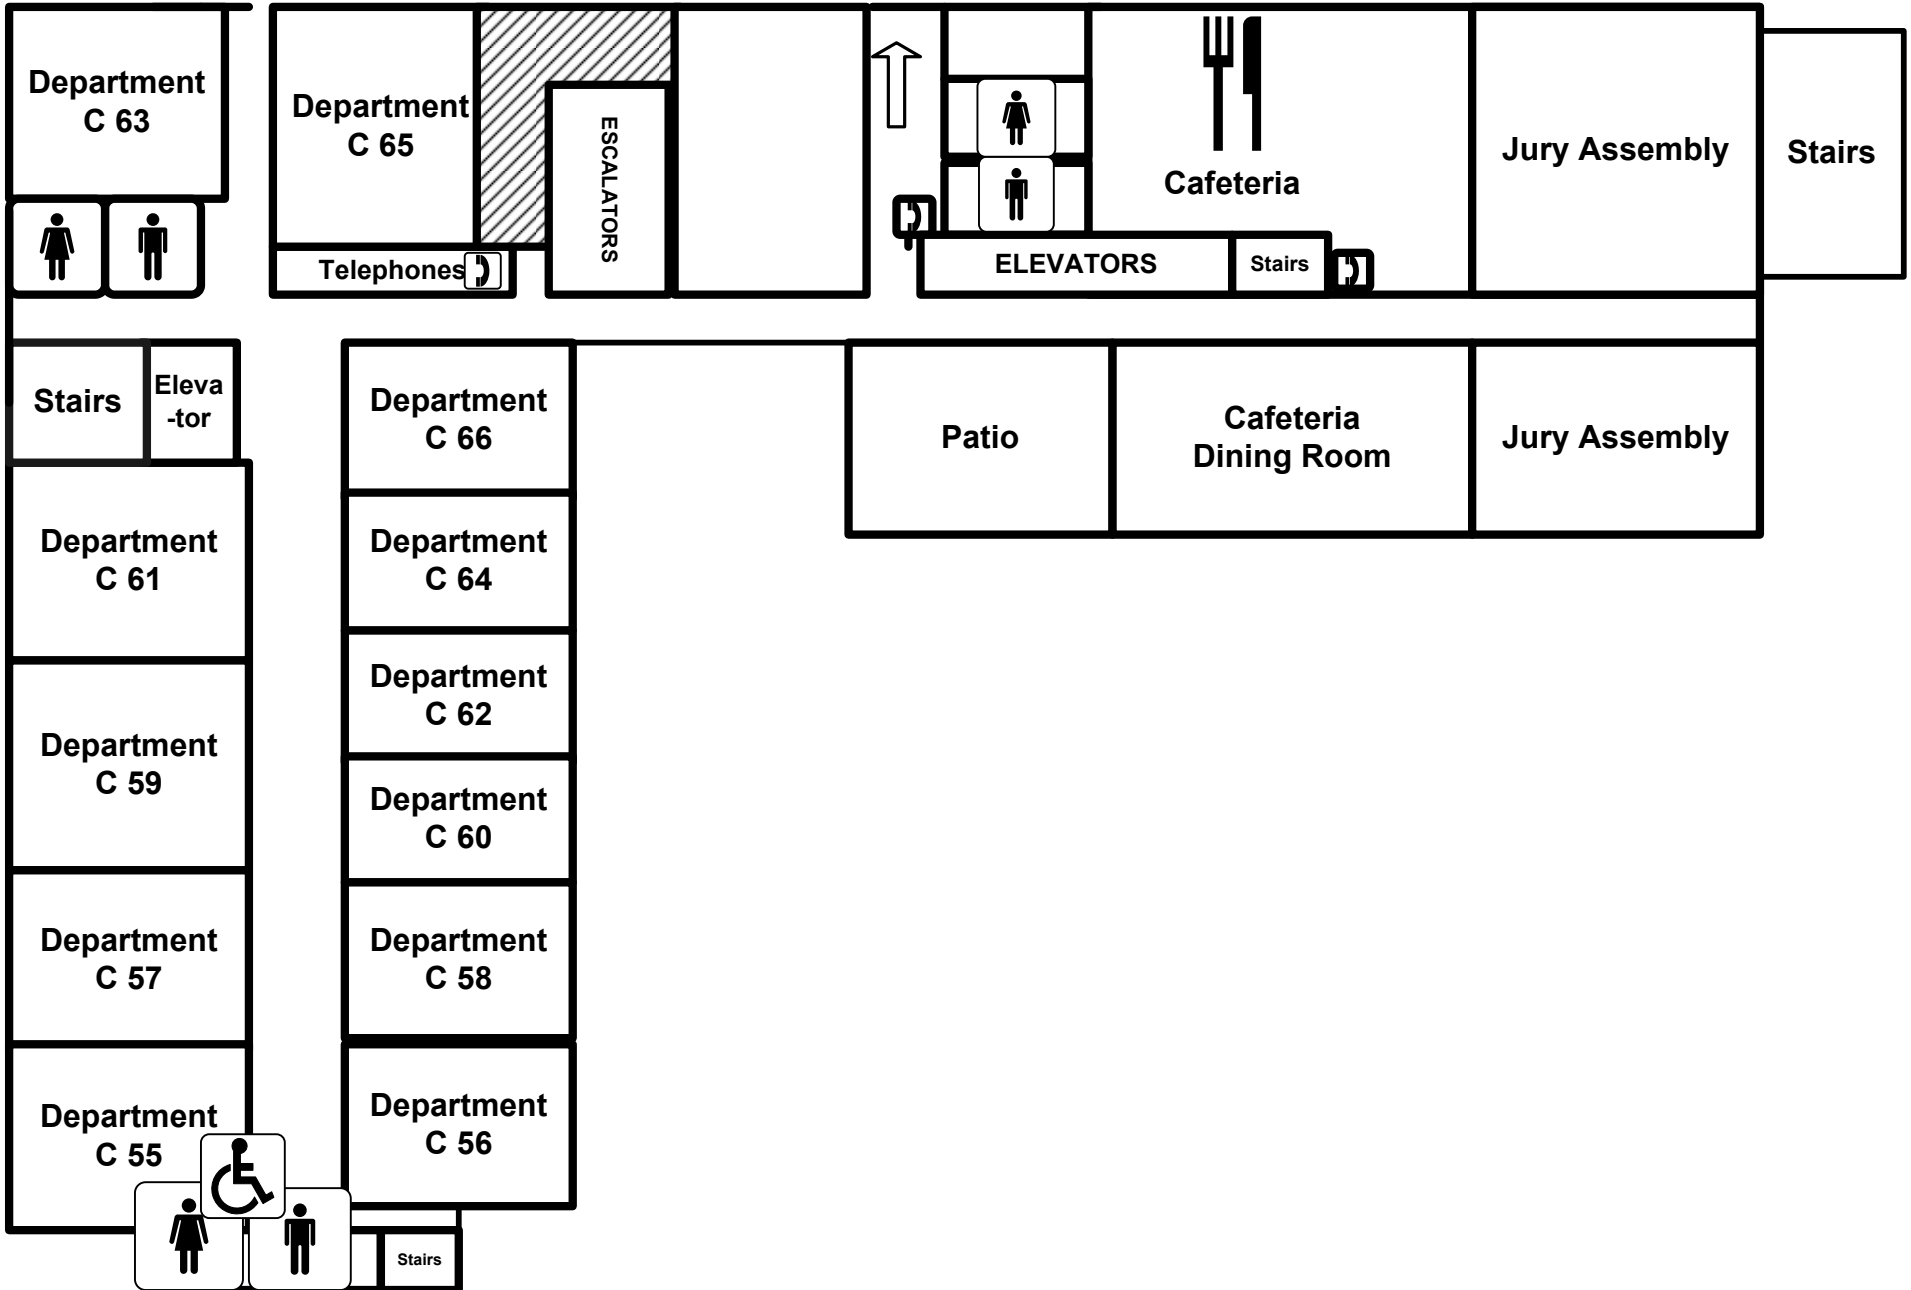 Department
C 63
Department
C 65
ESCALATORS
Cafeteria
Jury Assembly
Stairs
Telephones
ELEVATORS
Stairs
Stairs
Eleva
-tor
Department
C 66
Patio
Cafeteria
Dining Room
Jury Assembly
Department
C 61
Department
C 64
Department
C 62
Department
C 59
Department
C 60
Department
C 57
Department
C 58
Department
C 55
Department
C 56
Stairs